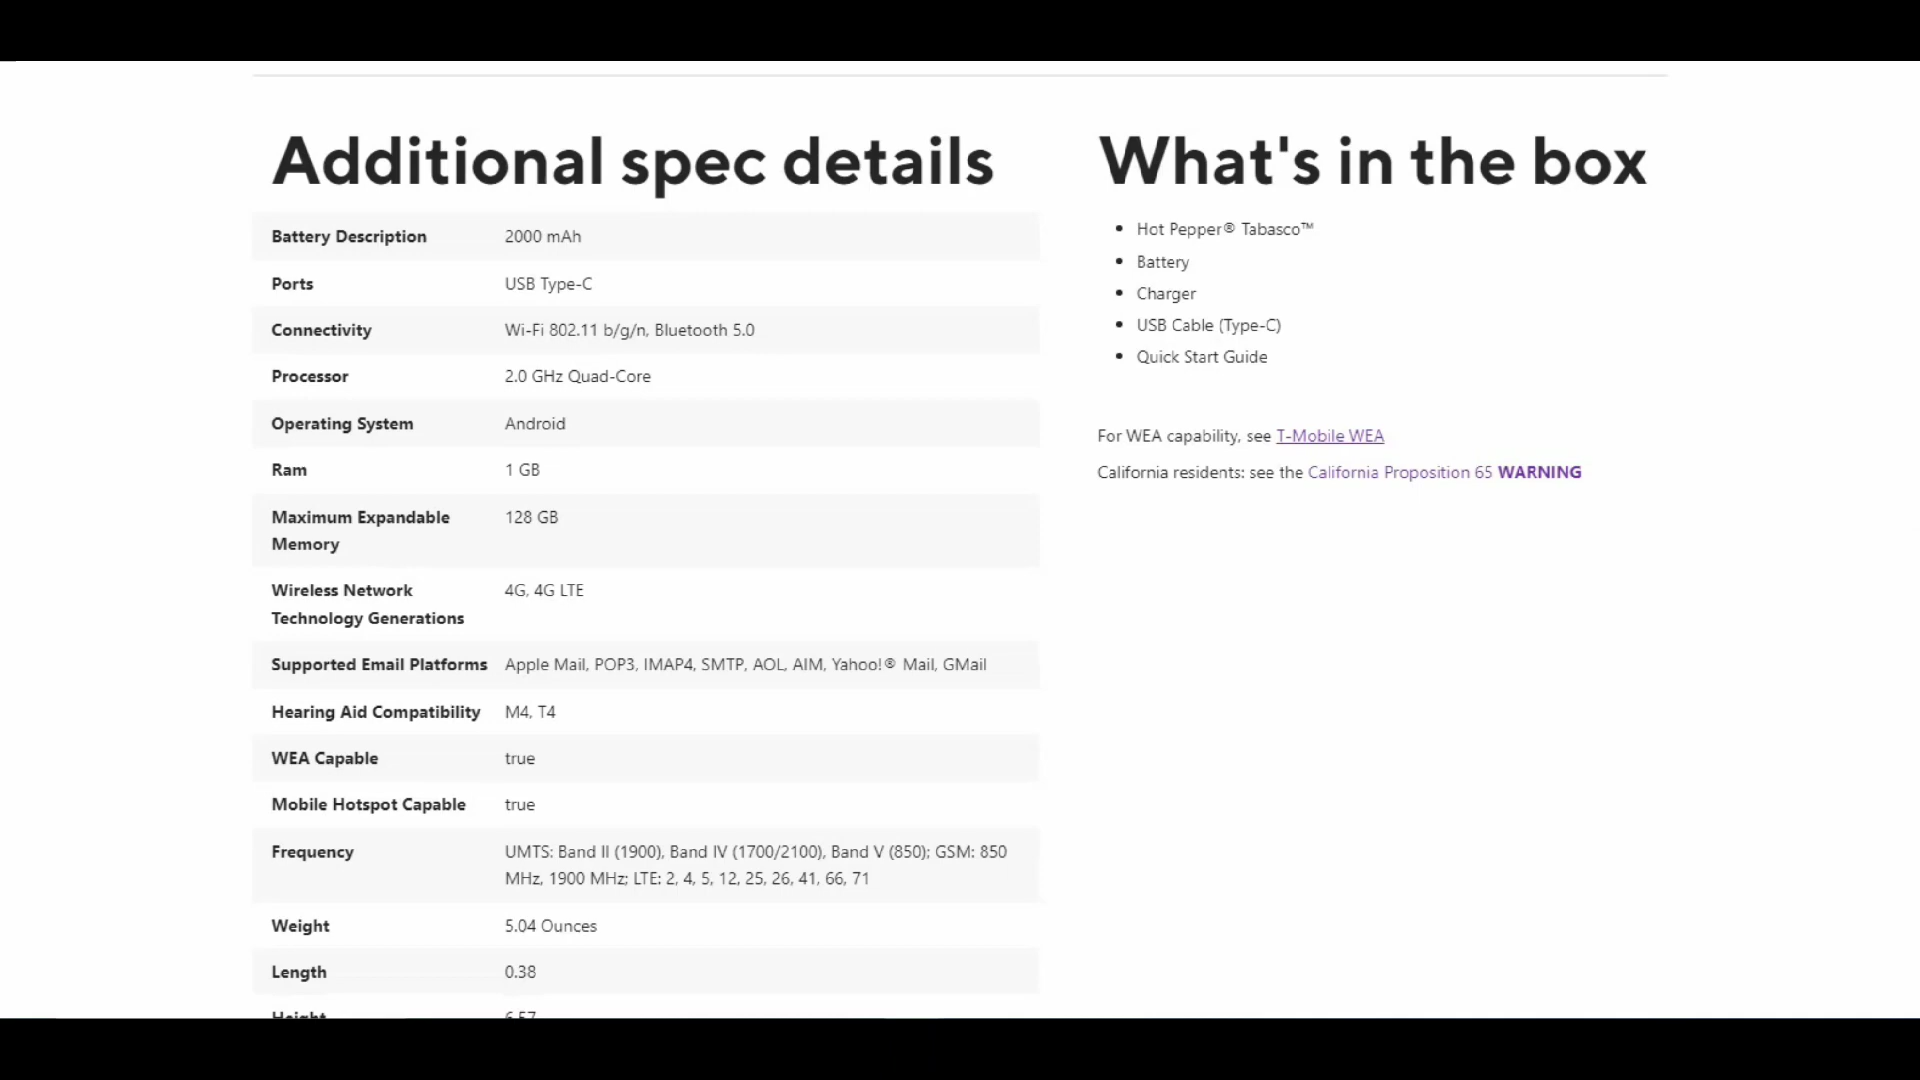 Additional spec details
Battery Description 2000 mAh
Ports USB Type-C
Connectivity Wi-Fi 802.11 b/g/n, Bluetooth 5.0
Processor 2.0 GHz Quad-Core
Operating System Android
Ram 1 GB
Maximum Expandable 128 GB
Memory
Wireless Network 4G, 4G LTE
Technology Generations
Supported Email Platforms Apple Mail, POP3, IMAP4, SMTP, AOL, AIM, Yahoo!® Mail, GMail
Hearing Aid Compatibility M4, T4
WEA Capable true
Mobile Hotspot Capable true
Frequency UMTS: Band II (1900), Band IV (1700/2100), Band V (850); GSM: 850
MHz, 1900 MHz; LTE: 2, 4, 5, 12, 25, 26, 41, 66, 71
Weight 5.04 Ounces
Length 0.38
Height 6.57
What's in the box
• Hot Pepper® Tabasco™
• Battery
• Charger
• USB Cable (Type-C)
• Quick Start Guide
For WEA capability, see T-Mobile WEA
California residents: see the California Proposition 65 WARNING